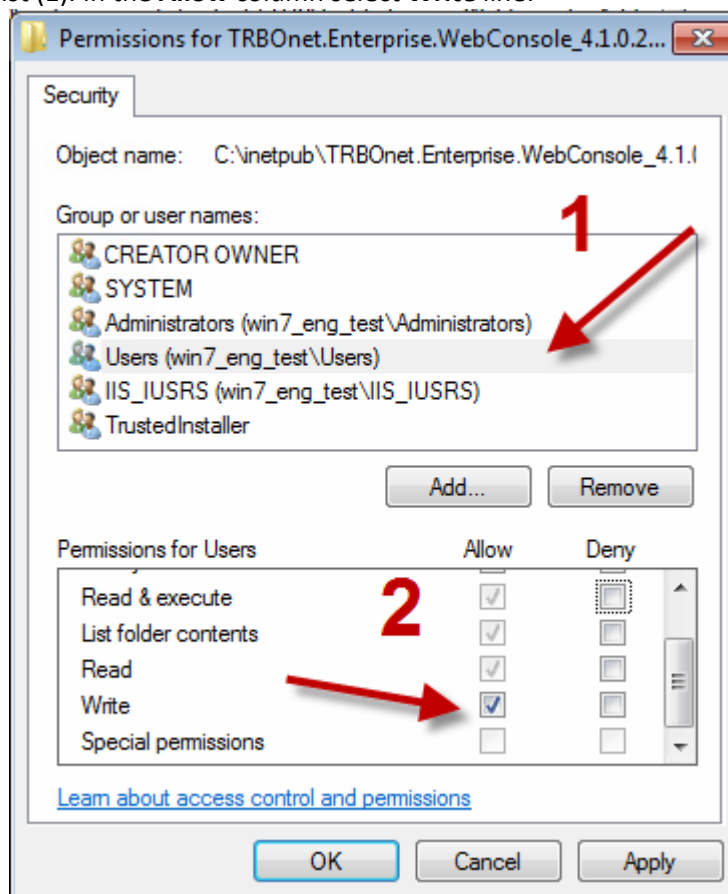 Permissions for TRBOnet.Enterprise.WebConsole_4.1.0.2...
Security
Object name: C:\inetpub\TRBOnet.Enterprise.WebConsole_4.1.(
Group or user names:
1
CREATOR OWNER
SYSTEM
Administrators (win7_eng_test\Administrators)
Users (win7_eng_test\Users)
IIS_IUSRS (win7_eng_test\IIS_IUSRS)
TrustedInstaller
Add... Remove
Permissions for Users Allow Deny
Read & execute
2
List folder contents
Read
Write
Special permissions
Learn about access control and permissions
OK Cancel Apply